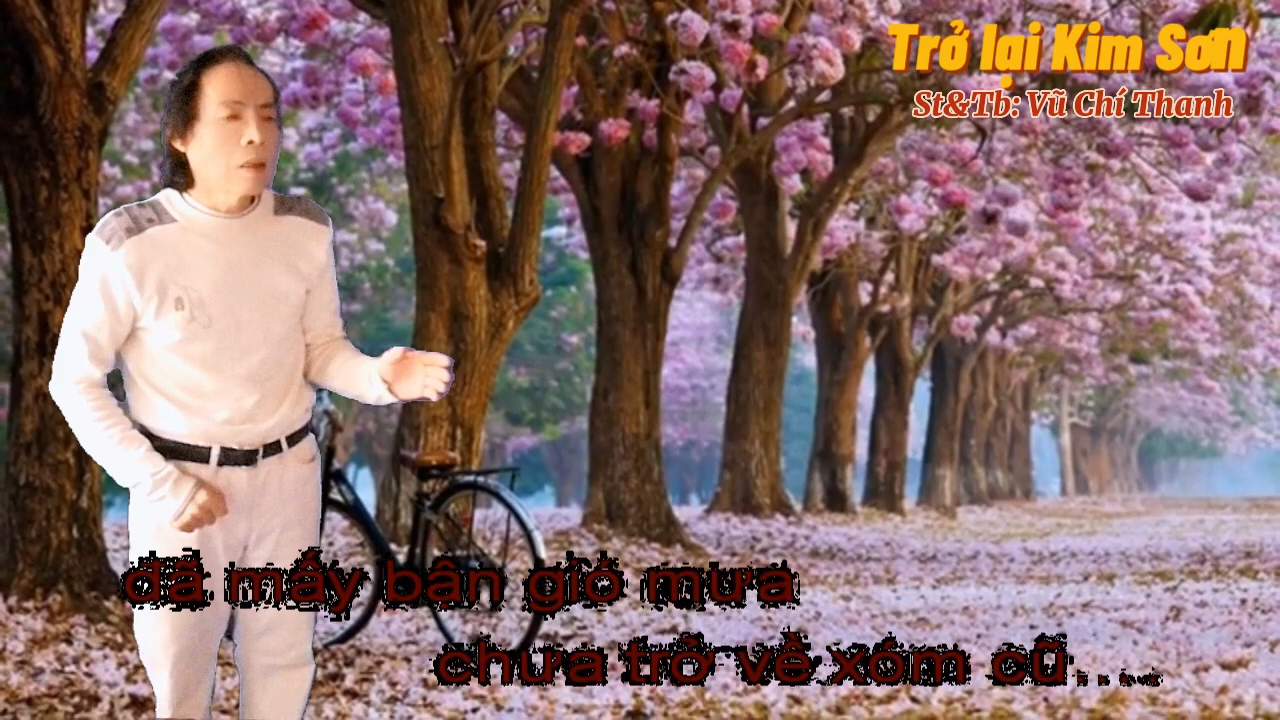 Trở lại Kim Sơn
St&Tb: Vũ Chí Thanh
đã mấy bận gió mưa
chưa trở về xóm cũ.....